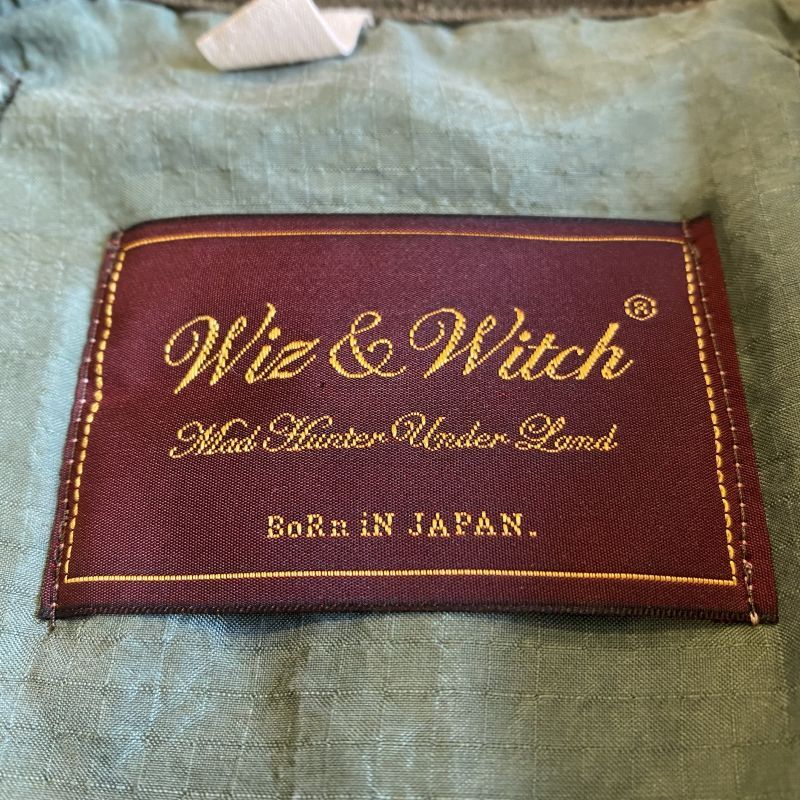 Wiz & Witch®
Mad Hunter Under Land
BoRn iN JAPAN.